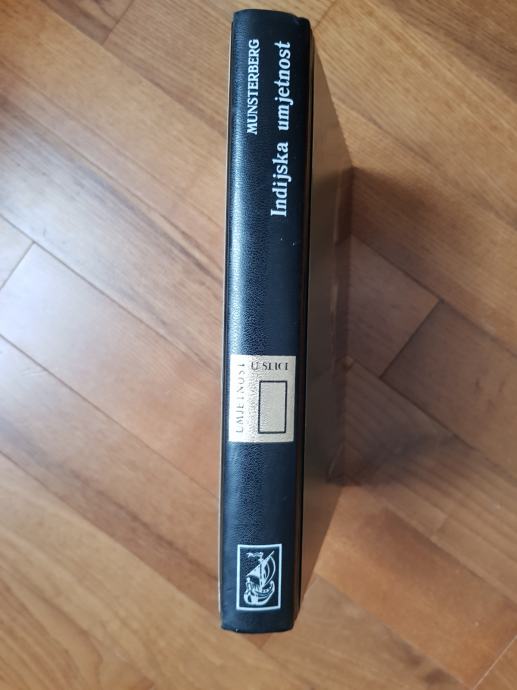 MUNSTERBERG
Indijska umjetnost
UMJETNOST
U SLICI